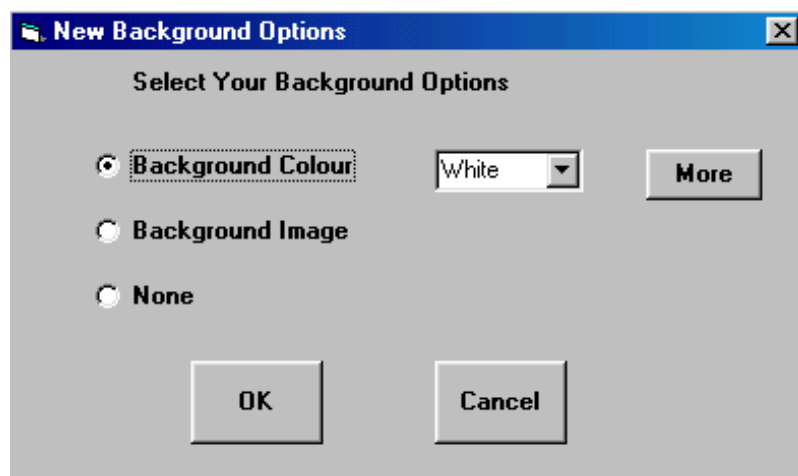 New Background Options
Select Your Background Options
Background Colour White More
Background Image
None
OK Cancel